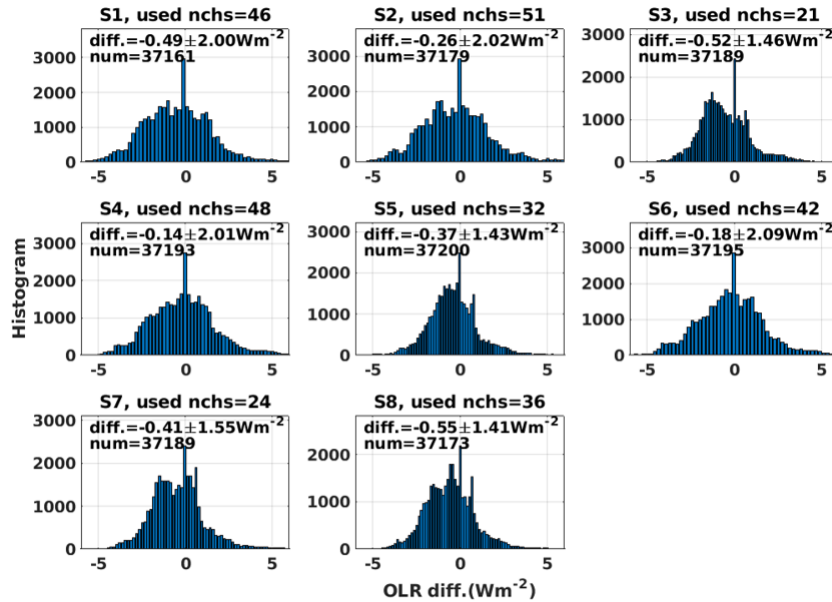 S1, used nchs=46
diff.=-0.49±2.00Wm⁻²
num=37161
3000
2000
1000
0
-5 0 5
S2, used nchs=51
diff.=-0.26±2.02Wm⁻²
num=37179
3000
2000
1000
0
-5 0 5
S3, used nchs=21
diff.=-0.52±1.46Wm⁻²
num=37189
3000
2000
1000
0
-5 0 5
S4, used nchs=48
diff.=-0.14±2.01Wm⁻²
num=37193
3000
2000
1000
0
-5 0 5
Histogram
S5, used nchs=32
diff.=-0.37±1.43Wm⁻²
num=37200
3000
2000
1000
0
-5 0 5
S6, used nchs=42
diff.=-0.18±2.09Wm⁻²
num=37195
3000
2000
1000
0
-5 0 5
S7, used nchs=24
diff.=-0.41±1.55Wm⁻²
num=37189
3000
2000
1000
0
-5 0 5
S8, used nchs=36
diff.=-0.55±1.41Wm⁻²
num=37173
3000
2000
1000
0
-5 0 5
OLR diff.(Wm⁻²)